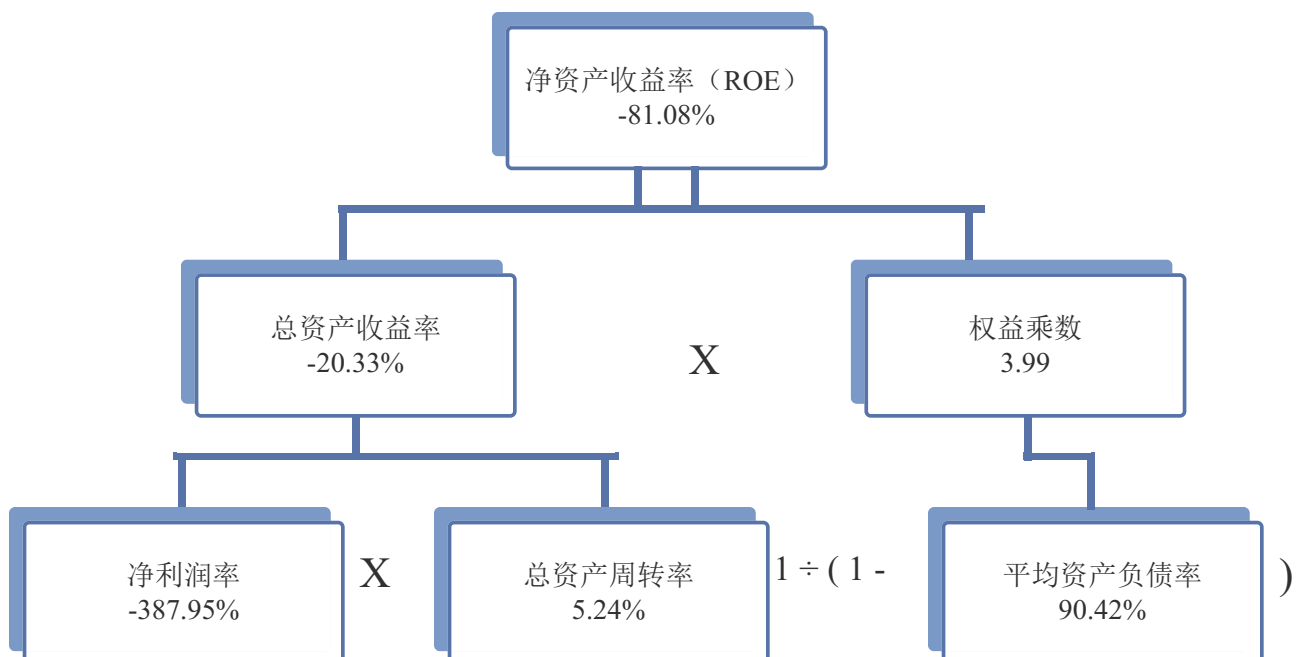 净资产收益率（ROE）
-81.08%
总资产收益率
-20.33%
X
权益乘数
3.99
净利润率
-387.95%
X
总资产周转率
5.24%
1 ÷ ( 1 -
平均资产负债率
90.42%
)